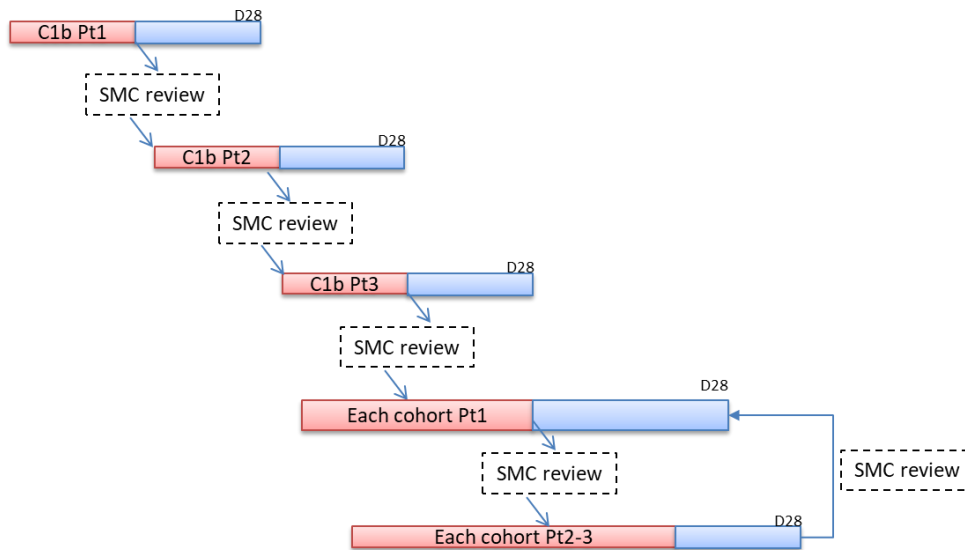 D28
C1b Pt1
SMC review
D28
C1b Pt2
SMC review
D28
C1b Pt3
SMC review
D28
Each cohort Pt1
SMC review
SMC review
D28
Each cohort Pt2-3